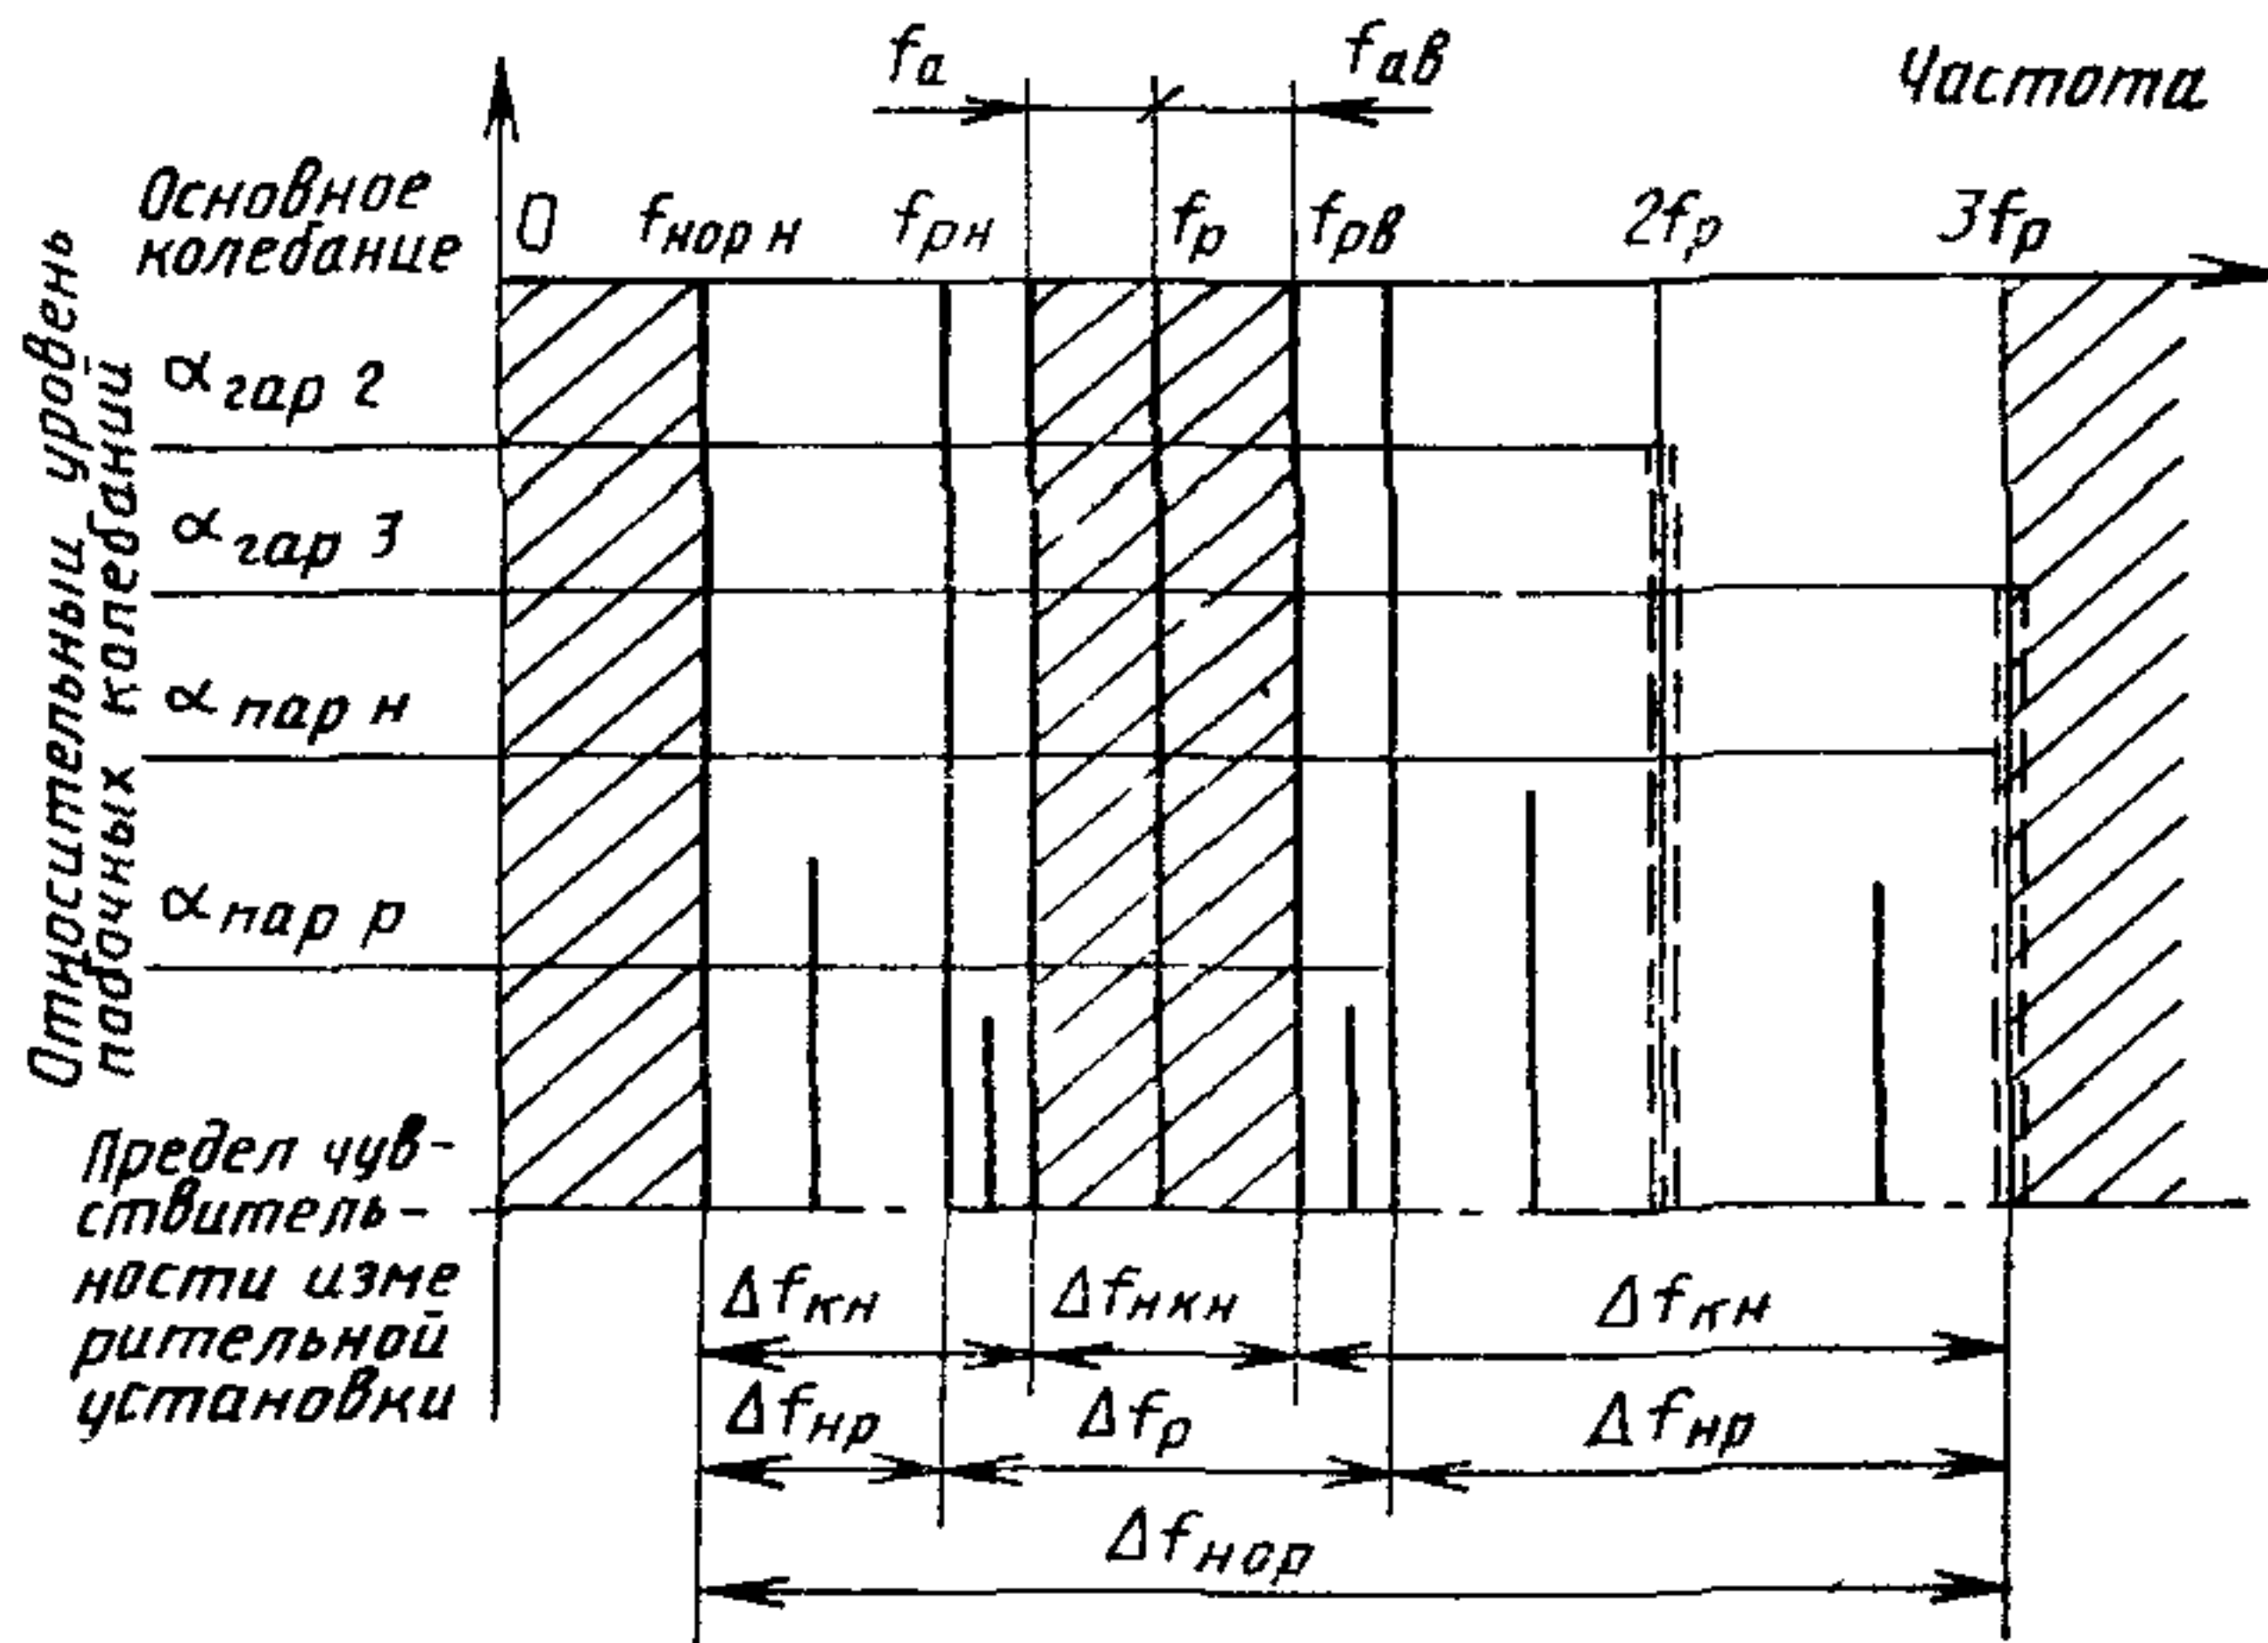 fа
fав
Частота
Основное
колебание
0
fнор н
fрн
fр
fрв
2fр
3fр
Относительный уровень
побочных колебаний
αгар 2
αгар 3
αпар н
αпар р
Предел чув-
ствитель-
ности изме
рительной
установки
Δfкн
Δfнкн
Δfкн
Δfнр
Δfр
Δfнр
Δfнор